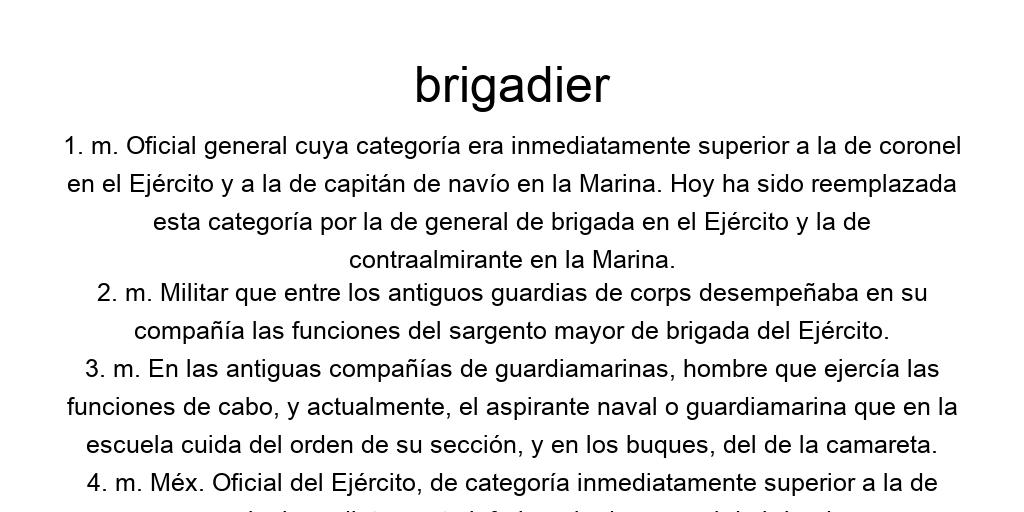 brigadier
1. m. Oficial general cuya categoría era inmediatamente superior a la de coronel
en el Ejército y a la de capitán de navío en la Marina. Hoy ha sido reemplazada
esta categoría por la de general de brigada en el Ejército y la de
contraalmirante en la Marina.
2. m. Militar que entre los antiguos guardias de corps desempeñaba en su
compañía las funciones del sargento mayor de brigada del Ejército.
3. m. En las antiguas compañías de guardiamarinas, hombre que ejercía las
funciones de cabo, y actualmente, el aspirante naval o guardiamarina que en la
escuela cuida del orden de su sección, y en los buques, del de la camareta.
4. m. Méx. Oficial del Ejército, de categoría inmediatamente superior a la de